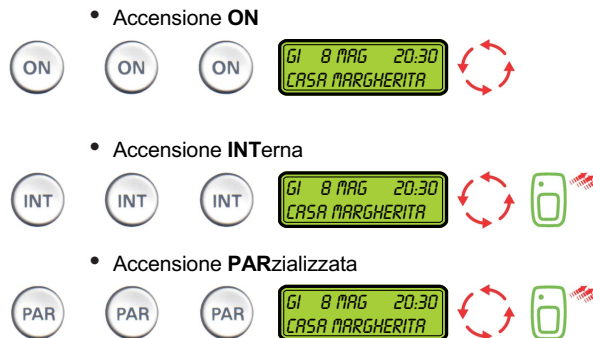 • Accensione ON
ON ON ON GI 8 MAG 20:30
CASA MARGHERITA
• Accensione INTerna
INT INT INT GI 8 MAG 20:30
CASA MARGHERITA
• Accensione PARzializzata
PAR PAR PAR GI 8 MAG 20:30
CASA MARGHERITA